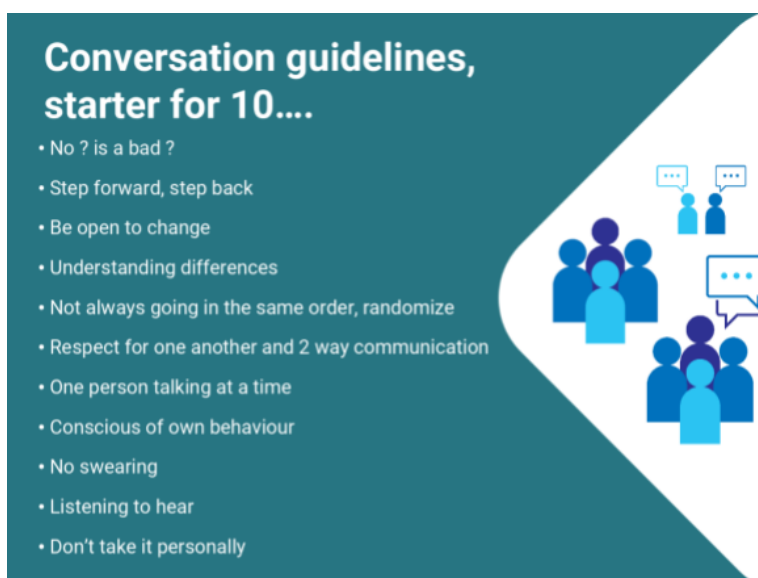 Conversation guidelines,
starter for 10....
• No ? is a bad ?
• Step forward, step back
• Be open to change
• Understanding differences
• Not always going in the same order, randomize
• Respect for one another and 2 way communication
• One person talking at a time
• Conscious of own behaviour
• No swearing
• Listening to hear
• Don't take it personally